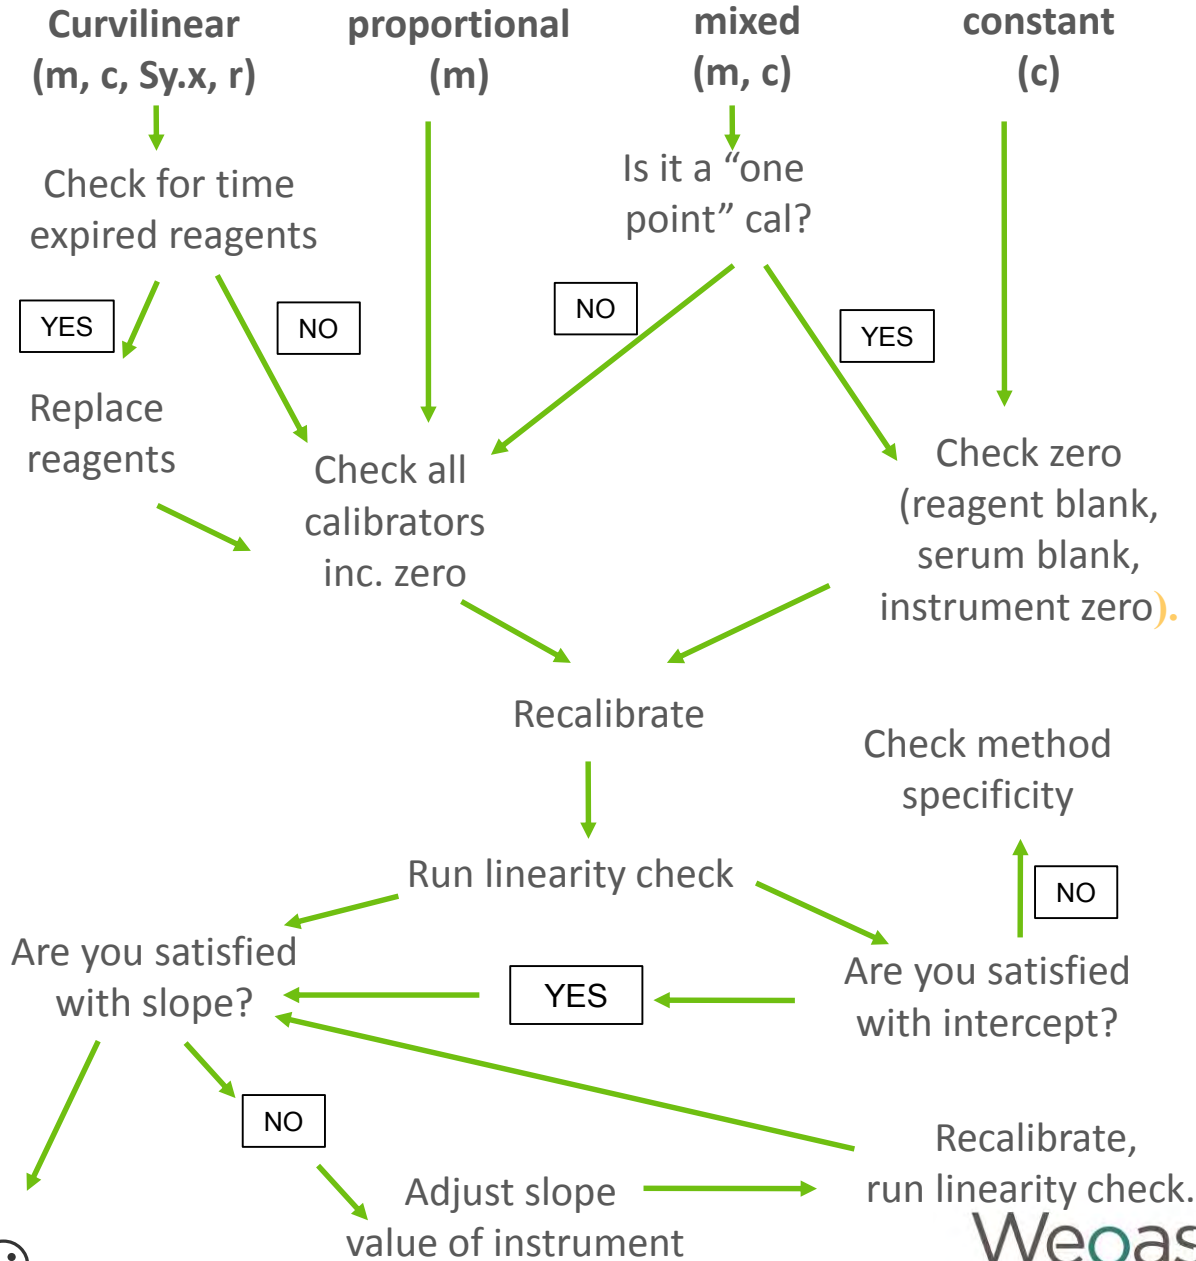 Curvilinear
(m, c, Sy.x, r)
proportional
(m)
mixed
(m, c)
constant
(c)
Check for time
expired reagents
Is it a “one
point” cal?
YES
NO
NO
YES
Replace
reagents
Check all
calibrators
inc. zero
Check zero
(reagent blank,
serum blank,
instrument zero).
Recalibrate
Check method
specificity
Run linearity check
NO
Are you satisfied
with slope?
YES
Are you satisfied
with intercept?
NO
Adjust slope
value of instrument
Recalibrate,
run linearity check.
Weqas